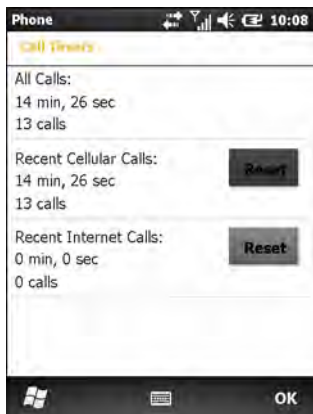 Phone 10:08
Call Timers
All Calls:
14 min, 26 sec
13 calls
Recent Cellular Calls:
14 min, 26 sec
13 calls
Reset
Recent Internet Calls:
0 min, 0 sec
0 calls
Reset
OK